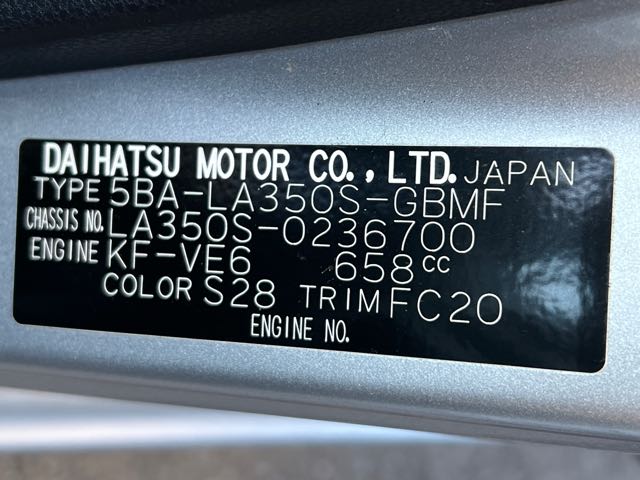 DAIHATSU MOTOR CO., LTD. JAPAN
TYPE 5BA-LA350S-GBMF
CHASSIS NO. LA350S-0236700
ENGINE KF-VE6 658cc
COLOR S28 TRIM FC20
ENGINE NO.